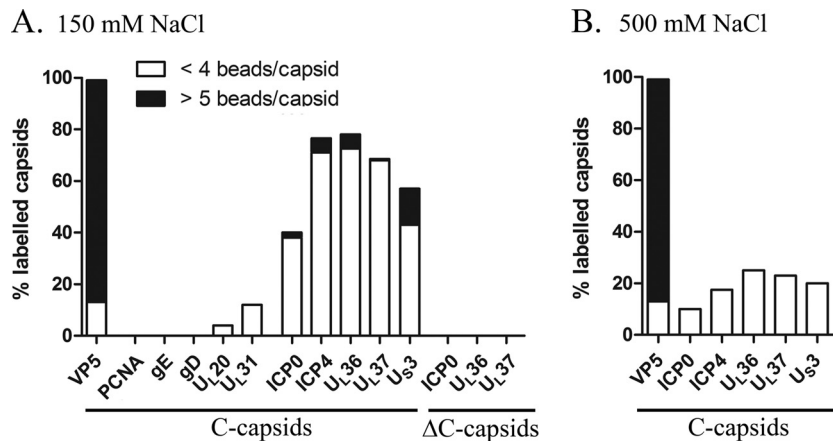 A. 150 mM NaCl
B. 500 mM NaCl
< 4 beads/capsid
> 5 beads/capsid
% labelled capsids
100
80
60
40
20
0
VP5
PCNA
gE
gD
UL20
UL31
ICP0
ICP4
UL36
UL37
Us3
ICP0
UL36
UL37
C-capsids
ΔC-capsids
% labelled capsids
100
80
60
40
20
0
VP5
ICP0
ICP4
UL36
UL37
Us3
C-capsids